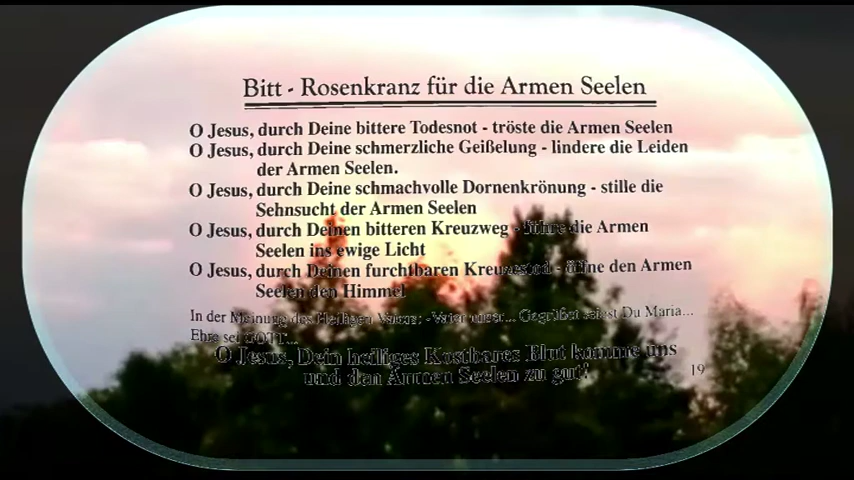 Bitt - Rosenkranz für die Armen Seelen
O Jesus, durch Deine bittere Todesnot - tröste die Armen Seelen
O Jesus, durch Deine schmerzliche Geißelung - lindere die Leiden
der Armen Seelen.
O Jesus, durch Deine schmachvolle Dornenkrönung - stille die
Sehnsucht der Armen Seelen
O Jesus, durch Deinen bitteren Kreuzweg - führe die Armen
Seelen ins ewige Licht
O Jesus, durch Deinen furchtbaren Kreuzestod - öffne den Armen
Seelen den Himmel
In der Meinung des Heiligen Vaters: -Vater unser... Gegrüßet seist Du Maria...
Ehre sei GOTT...
O Jesus, Dein heiliges Kostbares Blut komme uns
und den Armen Seelen zu gut!
19